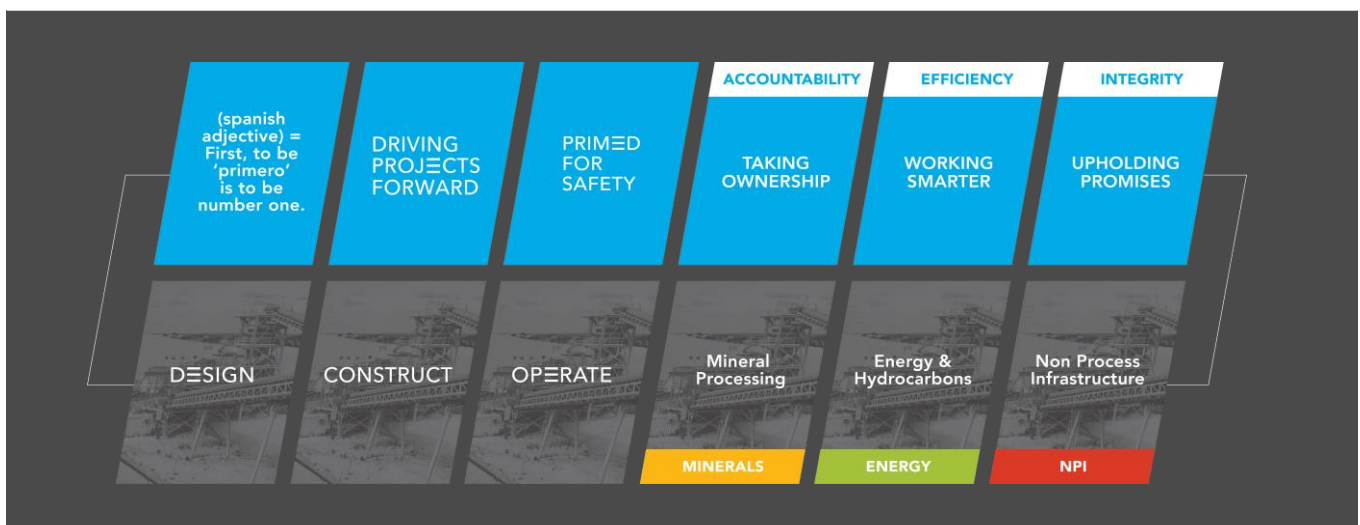 (spanish
adjective) =
First, to be
'primero'
is to be
number one.
DRIVING
PROJECTS
FORWARD
PRIMED
FOR
SAFETY
ACCOUNTABILITY
TAKING
OWNERSHIP
EFFICIENCY
WORKING
SMARTER
INTEGRITY
UPHOLDING
PROMISES
DESIGN
CONSTRUCT
OPERATE
Mineral
Processing
MINERALS
Energy &
Hydrocarbons
ENERGY
Non Process
Infrastructure
NPI